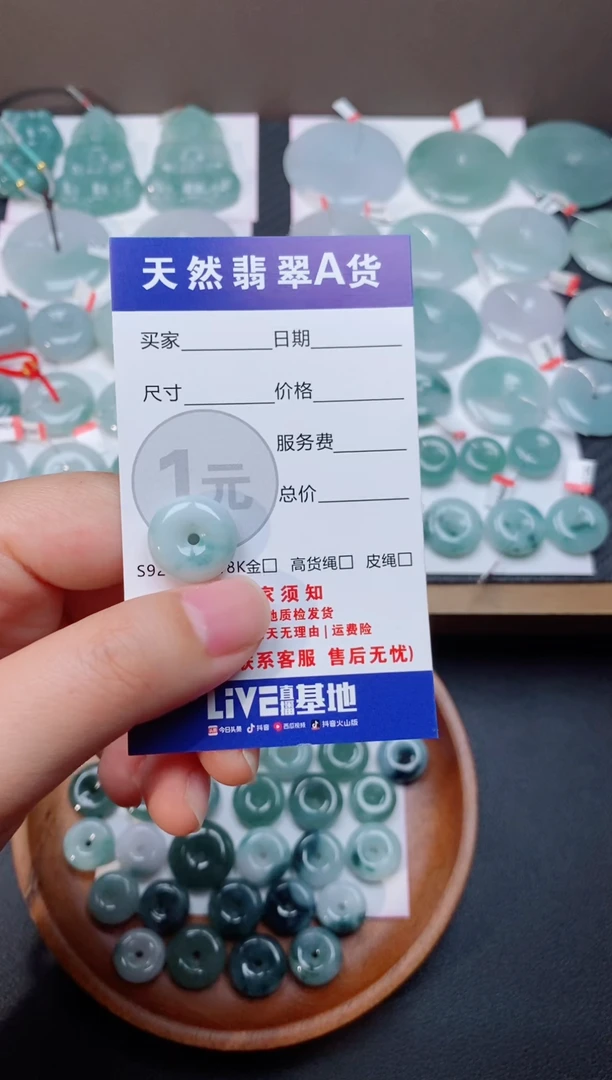 天然翡翠A货
买家 日期
尺寸 价格
1元
服务费
总价
S92 8K金□ 高货绳□ 皮绳□
家须知
地质检发货
天无理由|运费险
联系客服 售后无忧)
LiVE直播基地
今日头条 抖音 西瓜视频 抖音火山版